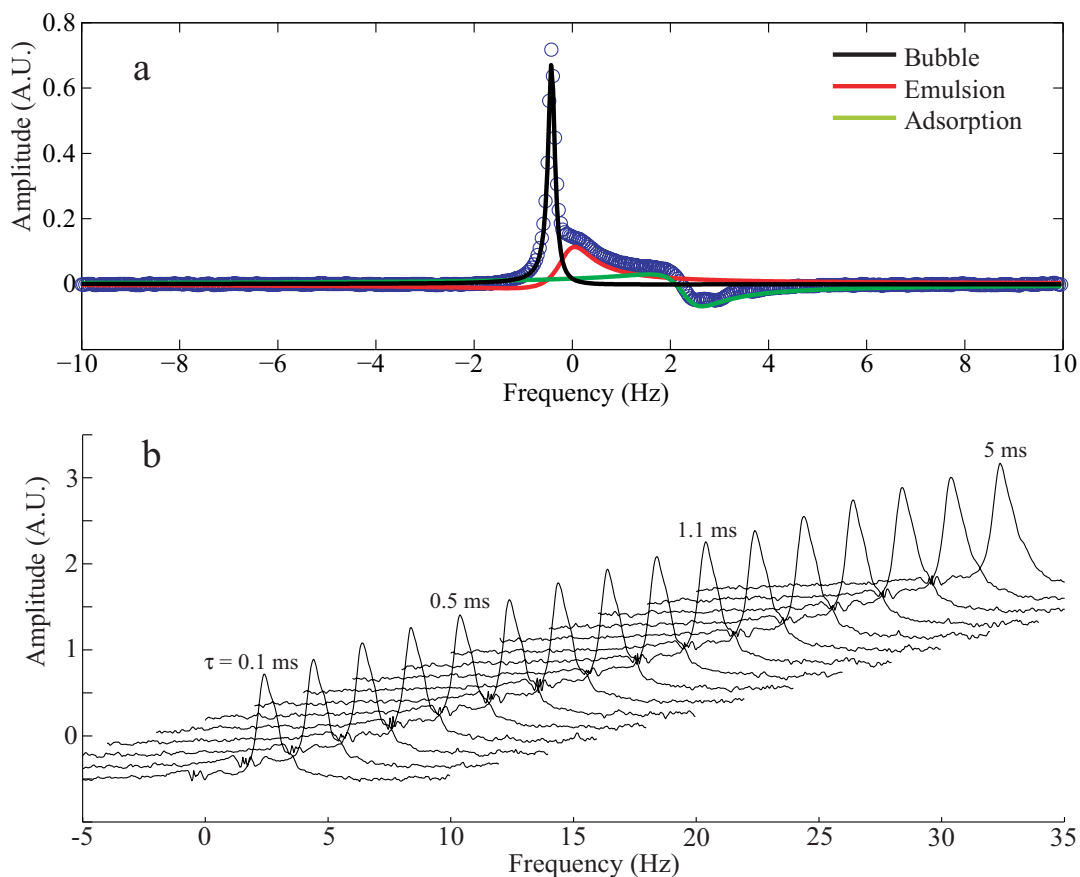 a
Amplitude (A.U.)
0.8
0.6
0.4
0.2
0
Bubble
Emulsion
Adsorption
−10 −8 −6 −4 −2 0 2 4 6 8 10
Frequency (Hz)
b
Amplitude (A.U.)
3
2
1
0
τ = 0.1 ms
0.5 ms
1.1 ms
5 ms
-5 0 5 10 15 20 25 30 35
Frequency (Hz)